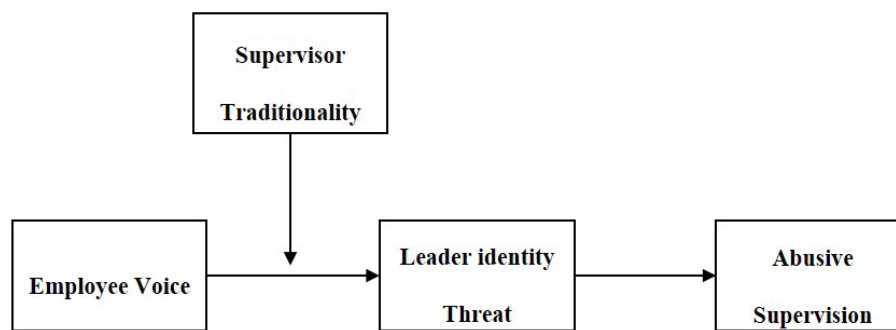 Supervisor
Traditionality
Employee Voice
Leader identity
Threat
Abusive
Supervision